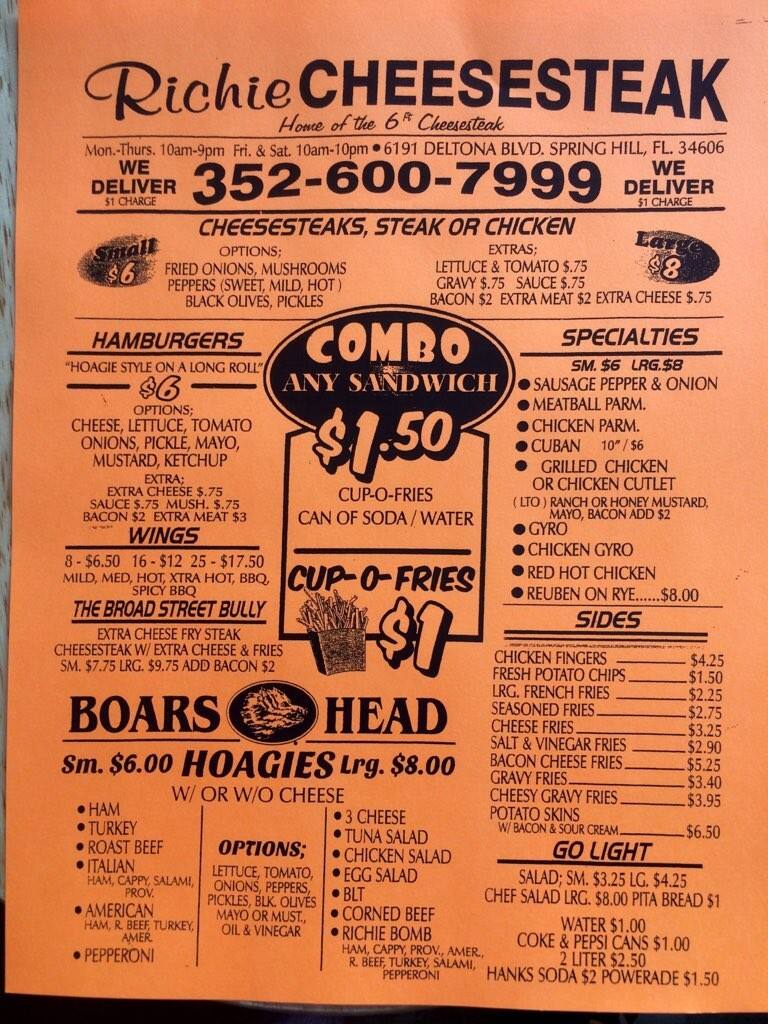 Richie CHEESESTEAK
Home of the 6 Ft Cheesesteak
Mon.-Thurs. 10am-9pm Fri. & Sat. 10am-10pm • 6191 DELTONA BLVD. SPRING HILL, FL. 34606
WE DELIVER
$1 CHARGE
352-600-7999
WE DELIVER
$1 CHARGE
CHEESESTEAKS, STEAK OR CHICKEN
Small
$6
OPTIONS;
FRIED ONIONS, MUSHROOMS
PEPPERS (SWEET, MILD, HOT )
BLACK OLIVES, PICKLES
EXTRAS;
LETTUCE & TOMATO $.75
GRAVY $.75 SAUCE $.75
BACON $2 EXTRA MEAT $2 EXTRA CHEESE $.75
Large
$8
HAMBURGERS
"HOAGIE STYLE ON A LONG ROLL"
$6
OPTIONS;
CHEESE, LETTUCE, TOMATO
ONIONS, PICKLE, MAYO,
MUSTARD, KETCHUP
EXTRA;
EXTRA CHEESE $.75
SAUCE $.75 MUSH. $.75
BACON $2 EXTRA MEAT $3
WINGS
8 - $6.50 16 - $12 25 - $17.50
MILD, MED, HOT, XTRA HOT, BBQ,
SPICY BBQ
THE BROAD STREET BULLY
EXTRA CHEESE FRY STEAK
CHEESESTEAK W/ EXTRA CHEESE & FRIES
SM. $7.75 LRG. $9.75 ADD BACON $2
COMBO
ANY SANDWICH
$1.50
CUP-O-FRIES
CAN OF SODA / WATER
CUP-O-FRIES
$1
SPECIALTIES
SM. $6 LRG.$8
• SAUSAGE PEPPER & ONION
• MEATBALL PARM.
• CHICKEN PARM.
• CUBAN 10" / $6
• GRILLED CHICKEN
OR CHICKEN CUTLET
( LTO ) RANCH OR HONEY MUSTARD,
MAYO, BACON ADD $2
• GYRO
• CHICKEN GYRO
• RED HOT CHICKEN
• REUBEN ON RYE......$8.00
SIDES
CHICKEN FINGERS $4.25
FRESH POTATO CHIPS $1.50
LRG. FRENCH FRIES $2.25
SEASONED FRIES $2.75
CHEESE FRIES $3.25
SALT & VINEGAR FRIES $2.90
BACON CHEESE FRIES $5.25
GRAVY FRIES $3.40
CHEESY GRAVY FRIES $3.95
POTATO SKINS
W/ BACON & SOUR CREAM $6.50
BOARS HEAD
Sm. $6.00 HOAGIES Lrg. $8.00
W/ OR W/O CHEESE
• HAM
• TURKEY
• ROAST BEEF
• ITALIAN
HAM, CAPPY, SALAMI,
PROV.
• AMERICAN
HAM, R. BEEF, TURKEY,
AMER.
• PEPPERONI
OPTIONS;
LETTUCE, TOMATO,
ONIONS, PEPPERS,
PICKLES, BLK. OLIVES
MAYO OR MUST.,
OIL & VINEGAR
• 3 CHEESE
• TUNA SALAD
• CHICKEN SALAD
• EGG SALAD
• BLT
• CORNED BEEF
• RICHIE BOMB
HAM, CAPPY, PROV., AMER.,
R. BEEF, TURKEY, SALAMI,
PEPPERONI
GO LIGHT
SALAD; SM. $3.25 LG. $4.25
CHEF SALAD LRG. $8.00 PITA BREAD $1
WATER $1.00
COKE & PEPSI CANS $1.00
2 LITER $2.50
HANKS SODA $2 POWERADE $1.50